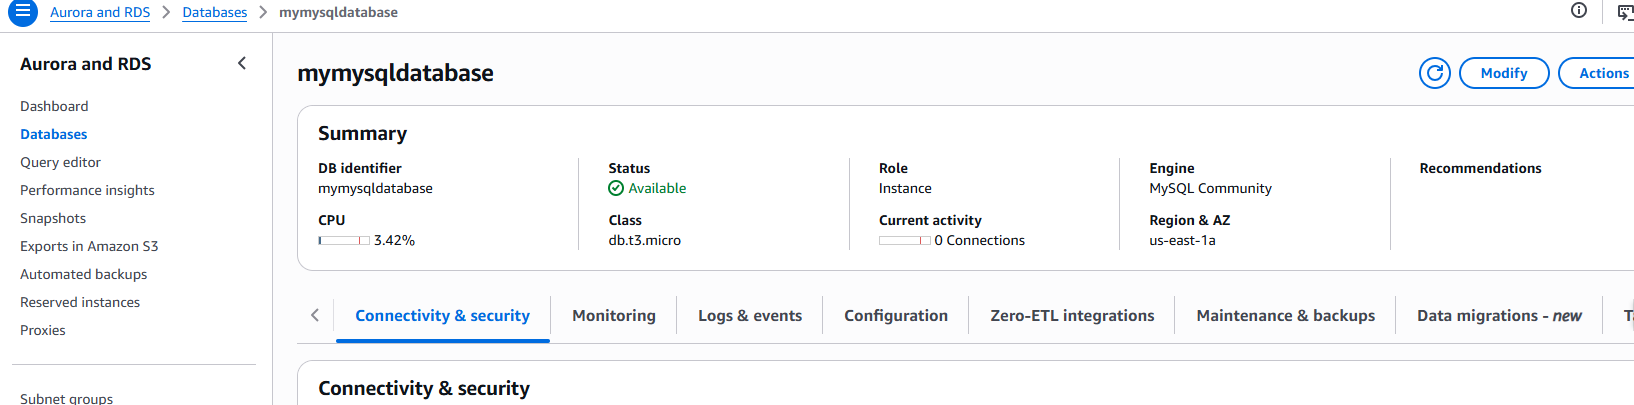 Aurora and RDS > Databases > mymysqldatabase
Aurora and RDS
Dashboard
Databases
Query editor
Performance insights
Snapshots
Exports in Amazon S3
Automated backups
Reserved instances
Proxies
Subnet groups
mymysqldatabase
Modify
Actions
Summary
DB identifier
mymysqldatabase
Status
Available
Role
Instance
Engine
MySQL Community
Recommendations
CPU
3.42%
Class
db.t3.micro
Current activity
0 Connections
Region & AZ
us-east-1a
Connectivity & security
Monitoring
Logs & events
Configuration
Zero-ETL integrations
Maintenance & backups
Data migrations - new
Connectivity & security